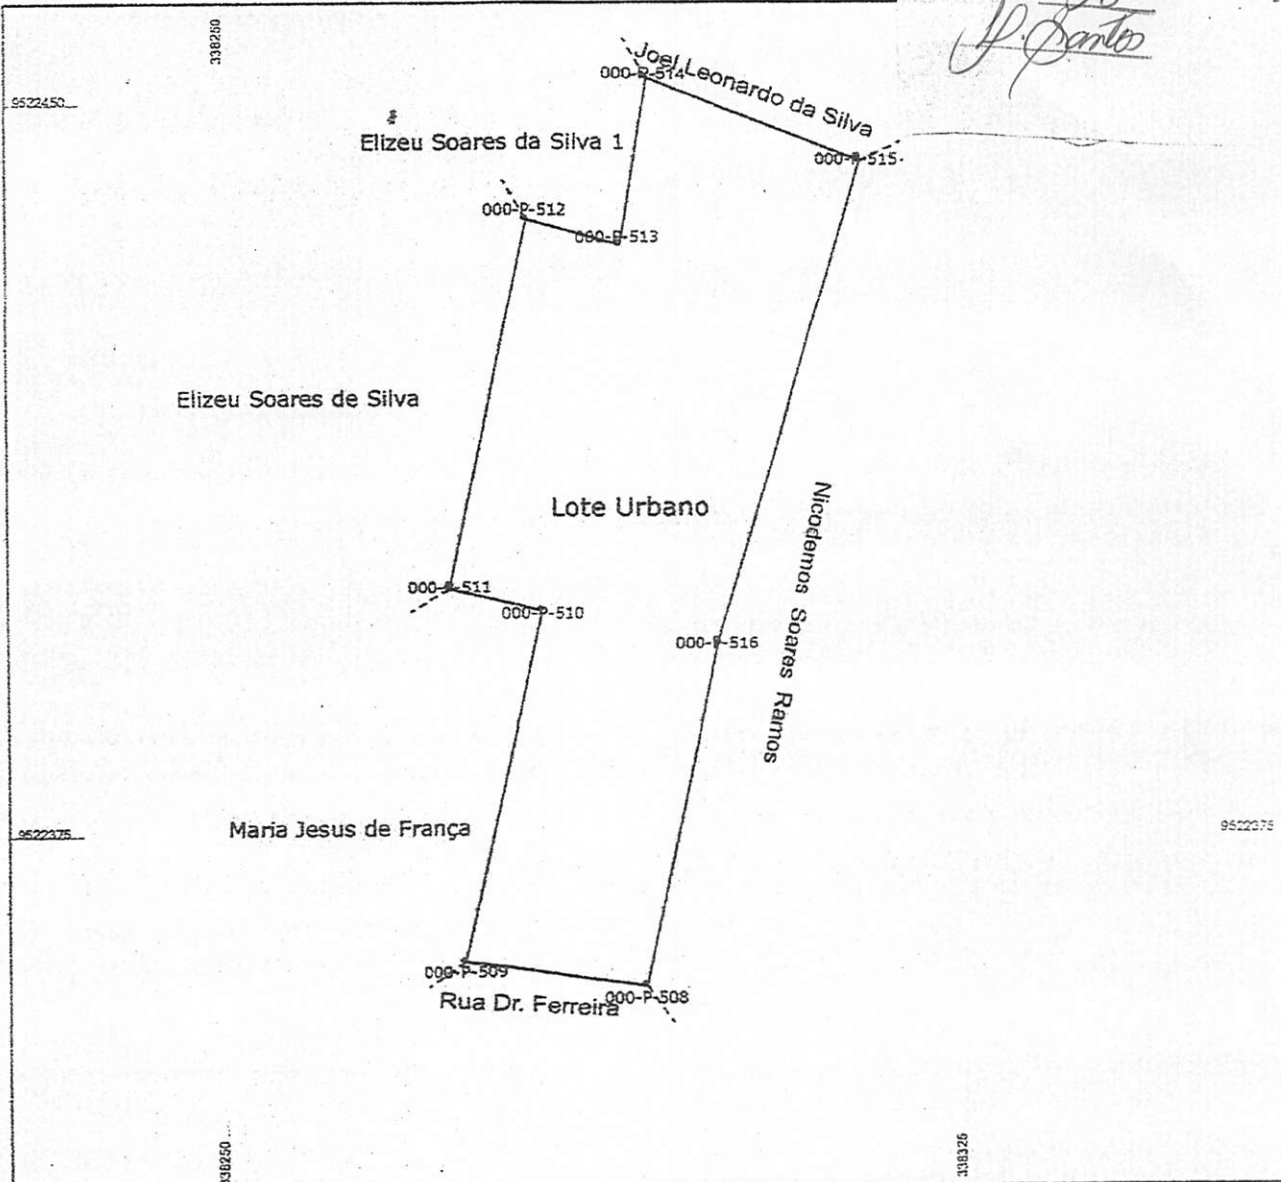 338250
P. Santos
Joel Leonardo da Silva
000-P-514
9522450
Elizeu Soares da Silva 1
000-P-515
000-P-512
000-P-513
Elizeu Soares de Silva
Lote Urbano
Nicodemos Soares Ramos
000-P-511
000-P-510
000-P-516
Maria Jesus de França
9522375
9522375
000-P-509
000-P-508
Rua Dr. Ferreira
338250
338325